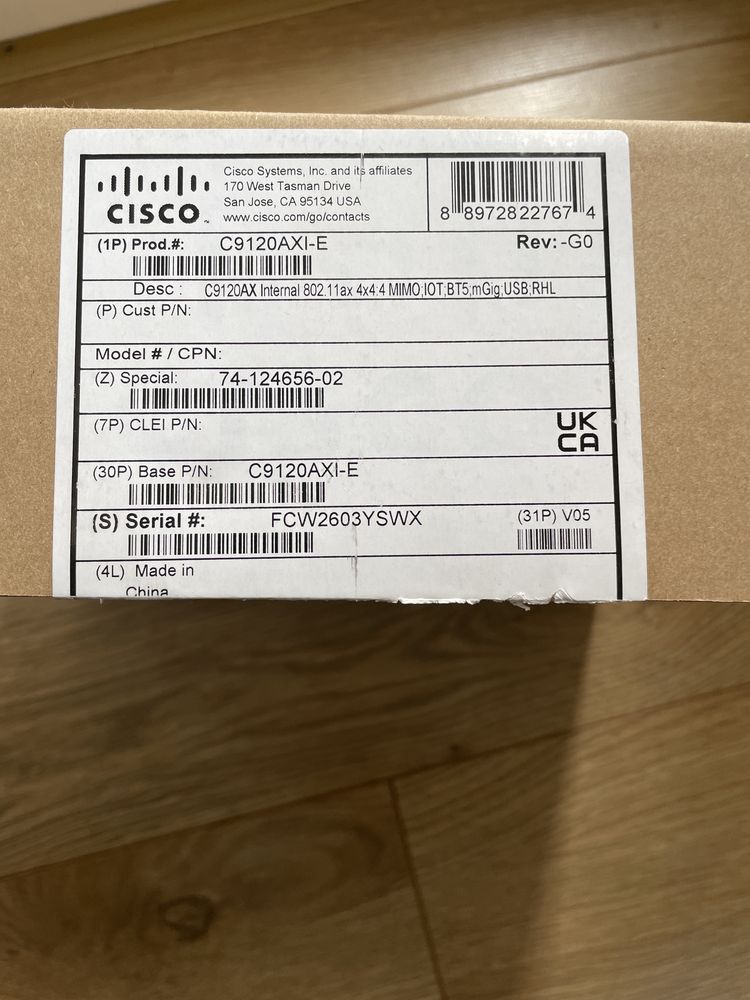 CISCO™
Cisco Systems, Inc. and its affiliates
170 West Tasman Drive
San Jose, CA 95134 USA
www.cisco.com/go/contacts
8 89728 22767 4
(1P) Prod.#: C9120AXI-E
Rev: -G0
Desc : C9120AX Internal 802.11ax 4x4:4 MIMO;IOT;BT5;mGig;USB;RHL
(P) Cust P/N:
Model # / CPN:
(Z) Special: 74-124656-02
(7P) CLEI P/N:
UK
CA
(30P) Base P/N: C9120AXI-E
(S) Serial #: FCW2603YSWX
(31P) V05
(4L) Made in
China